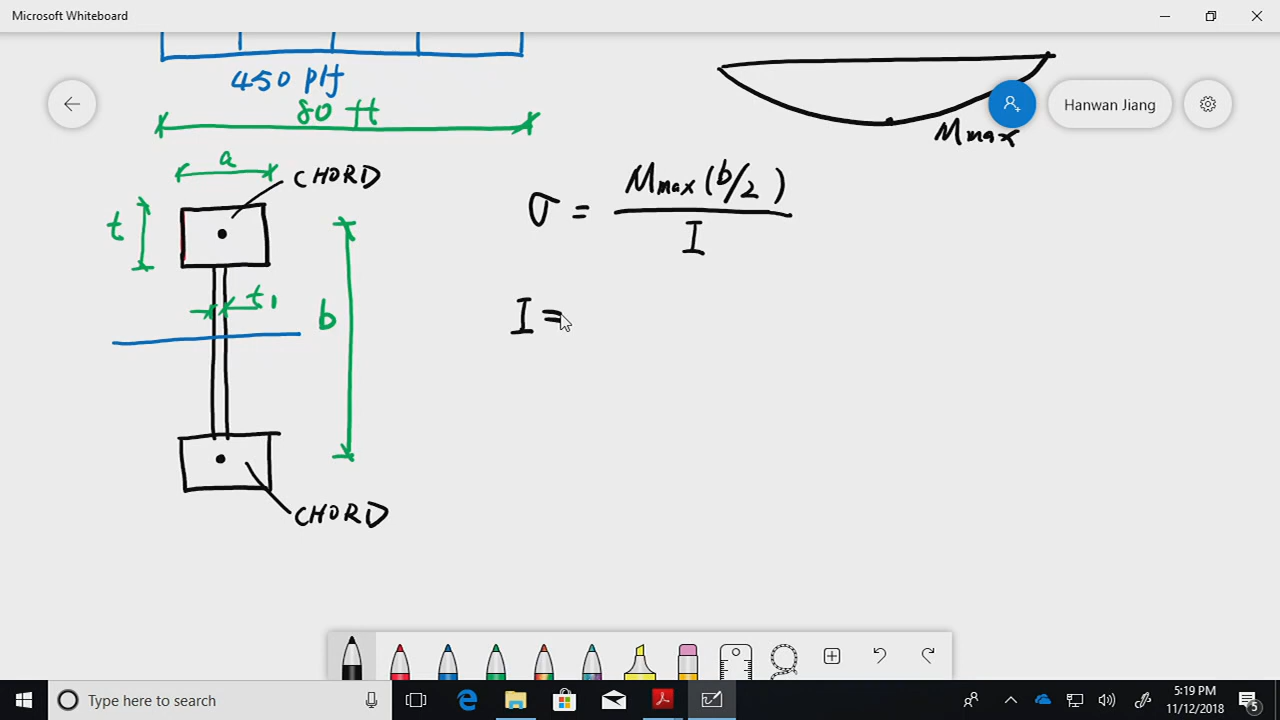 Microsoft Whiteboard
450 plf
80 ft
Hanwan Jiang
Mmax
a
CHORD
t
t1
b
CHORD
σ = Mmax(b/2) / I
I =
Type here to search
5:19 PM
11/12/2018
5